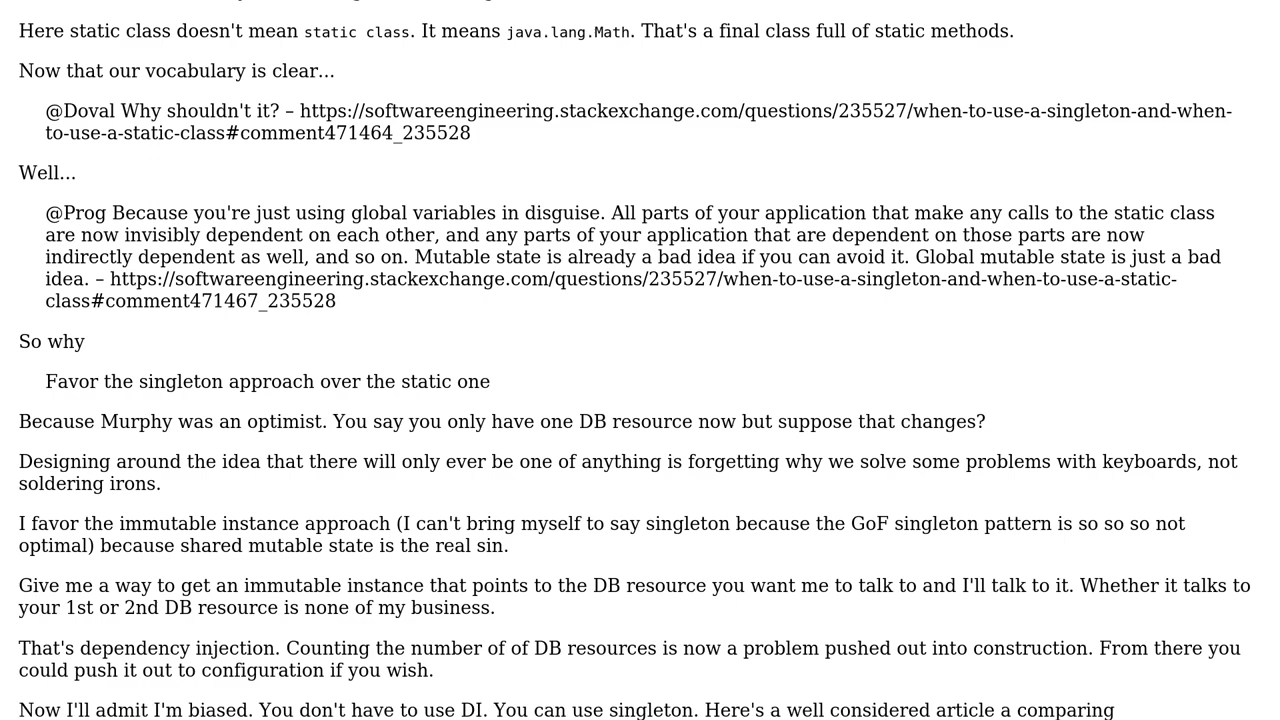 Here static class doesn't mean static class. It means java.lang.Math. That's a final class full of static methods.
Now that our vocabulary is clear...
@Doval Why shouldn't it? – https://softwareengineering.stackexchange.com/questions/235527/when-to-use-a-singleton-and-when-
to-use-a-static-class#comment471464_235528
Well...
@Prog Because you're just using global variables in disguise. All parts of your application that make any calls to the static class
are now invisibly dependent on each other, and any parts of your application that are dependent on those parts are now
indirectly dependent as well, and so on. Mutable state is already a bad idea if you can avoid it. Global mutable state is just a bad
idea. – https://softwareengineering.stackexchange.com/questions/235527/when-to-use-a-singleton-and-when-to-use-a-static-
class#comment471467_235528
So why
Favor the singleton approach over the static one
Because Murphy was an optimist. You say you only have one DB resource now but suppose that changes?
Designing around the idea that there will only ever be one of anything is forgetting why we solve some problems with keyboards, not
soldering irons.
I favor the immutable instance approach (I can't bring myself to say singleton because the GoF singleton pattern is so so so not
optimal) because shared mutable state is the real sin.
Give me a way to get an immutable instance that points to the DB resource you want me to talk to and I'll talk to it. Whether it talks to
your 1st or 2nd DB resource is none of my business.
That's dependency injection. Counting the number of of DB resources is now a problem pushed out into construction. From there you
could push it out to configuration if you wish.
Now I'll admit I'm biased. You don't have to use DI. You can use singleton. Here's a well considered article a comparing